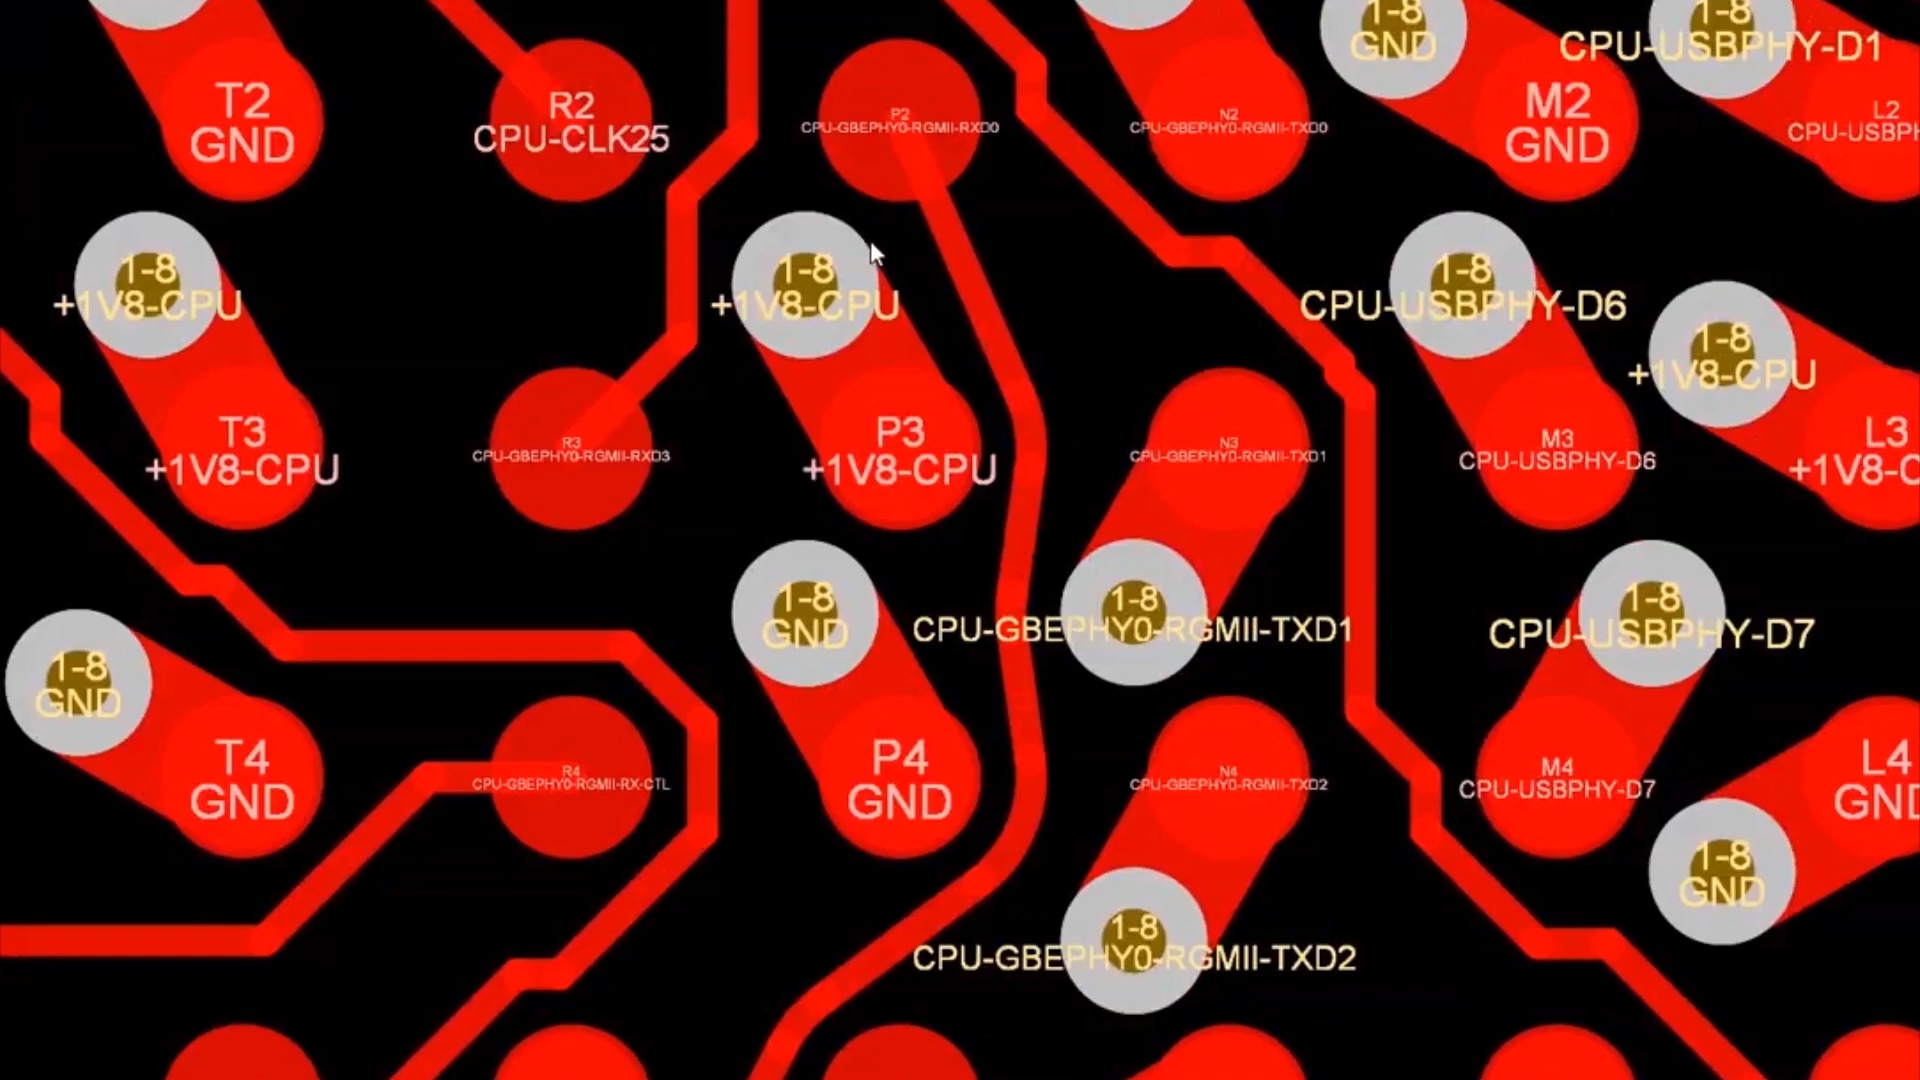 1-8
GND
CPU-USBPHY-D1
1-8
T2
GND
R2
CPU-CLK25
P2
CPU-GBEPHY0-RGMII-RXD0
N2
CPU-GBEPHY0-RGMII-TXD0
M2
GND
L2
CPU-USBPH
1-8
+1V8-CPU
1-8
+1V8-CPU
1-8
CPU-USBPHY-D6
1-8
+1V8-CPU
T3
+1V8-CPU
R3
CPU-GBEPHY0-RGMII-RXD3
P3
+1V8-CPU
N3
CPU-GBEPHY0-RGMII-TXD1
M3
CPU-USBPHY-D6
L3
+1V8-C
1-8
GND
1-8
GND
1-8
CPU-GBEPHY0-RGMII-TXD1
1-8
CPU-USBPHY-D7
T4
GND
R4
CPU-GBEPHY0-RGMII-RX-CTL
P4
GND
N4
CPU-GBEPHY0-RGMII-TXD2
M4
CPU-USBPHY-D7
L4
GND
1-8
GND
1-8
CPU-GBEPHY0-RGMII-TXD2